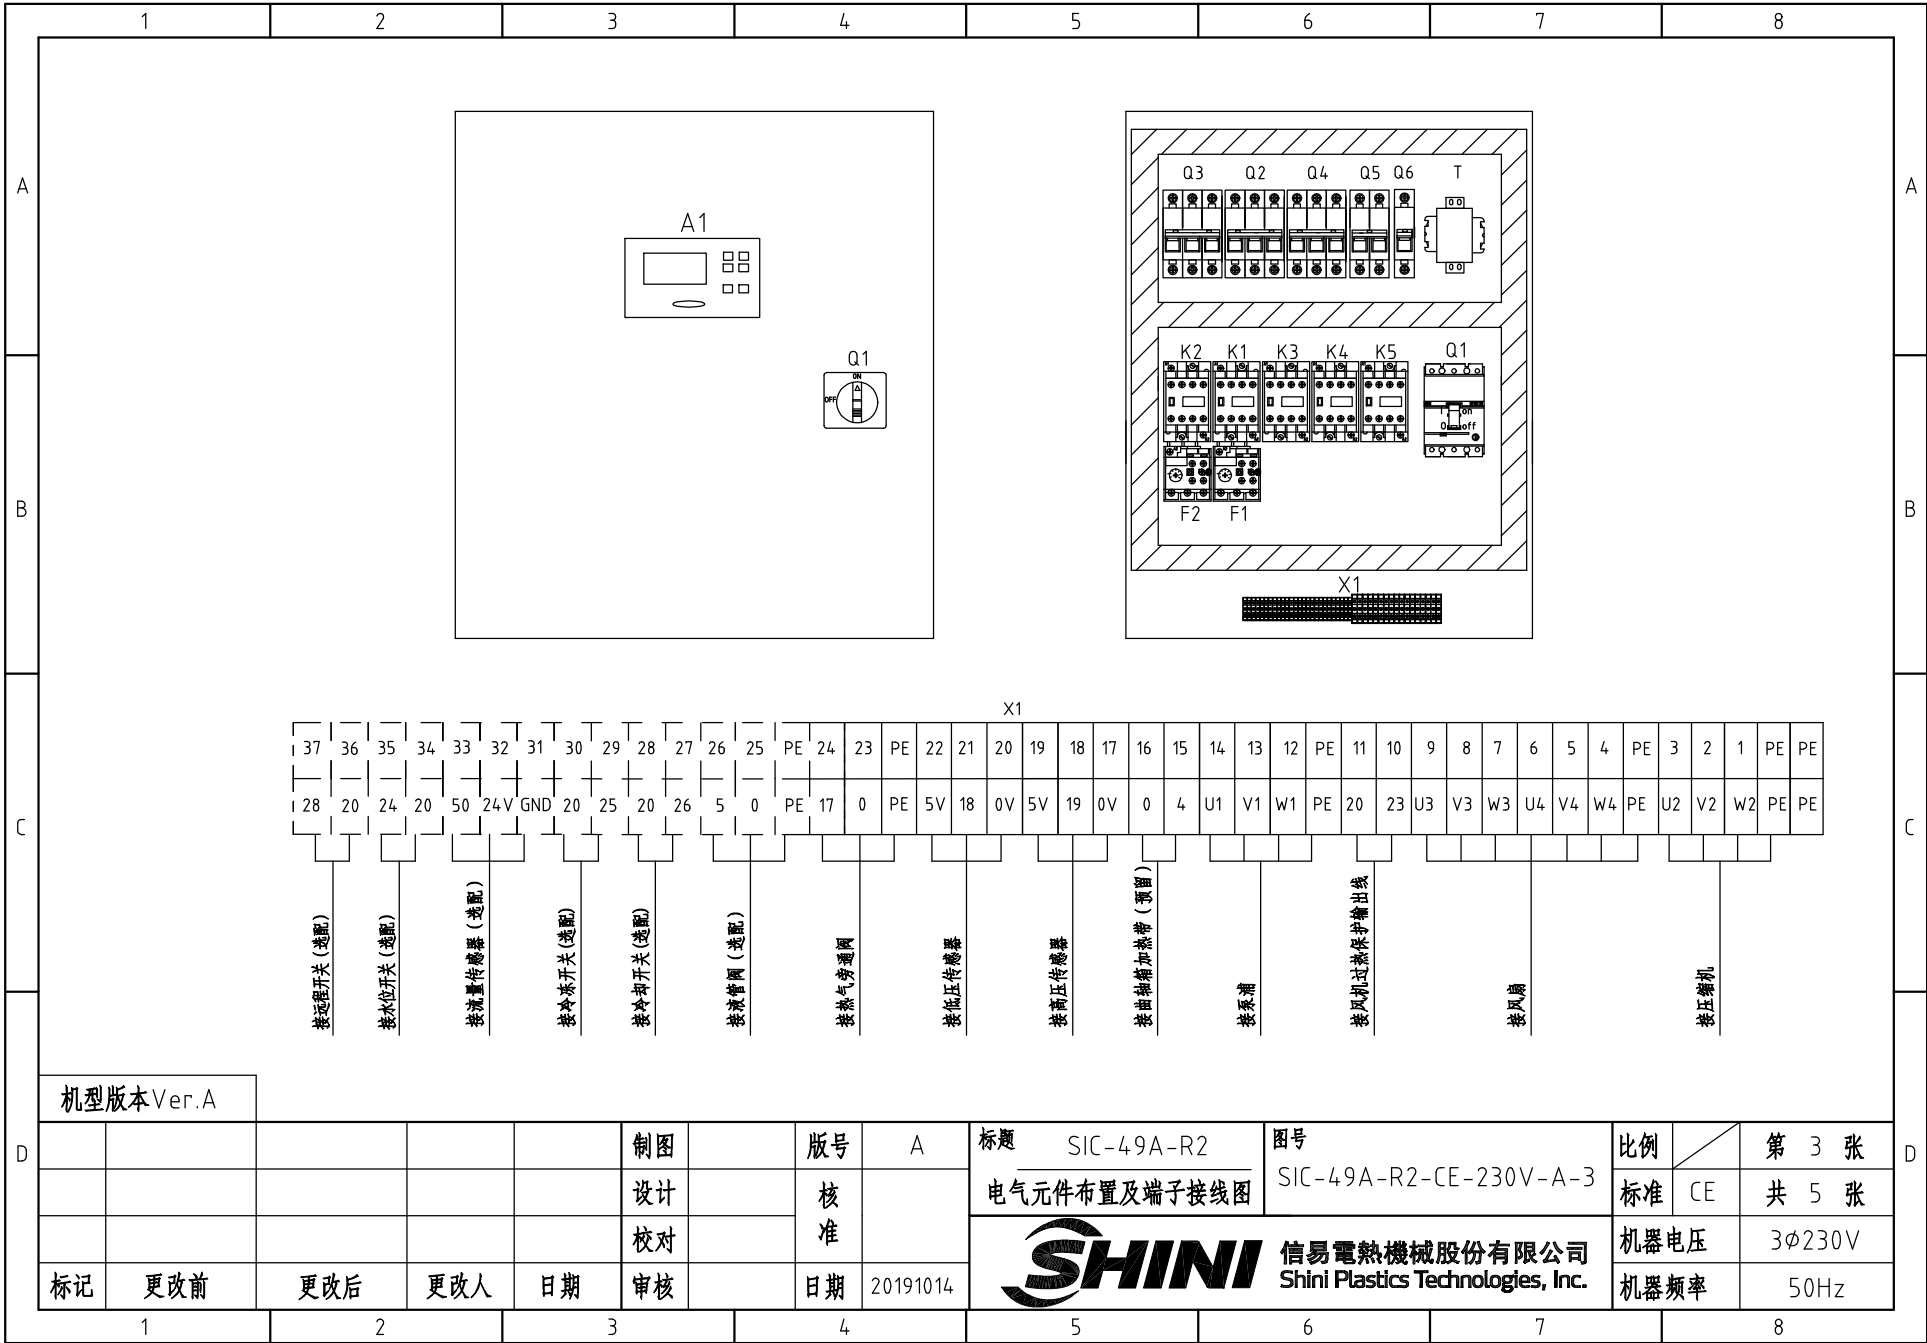 1 2 3 4 5 6 7 8
A A
A1
Q1
ON
OFF
Q3 Q2 Q4 Q5 Q6 T
K2 K1 K3 K4 K5 Q1
on
off
F2 F1
B B
X1
X1
37 36 35 34 33 32 31 30 29 28 27 26 25 PE 24 23 PE 22 21 20 19 18 17 16 15 14 13 12 PE 11 10 9 8 7 6 5 4 PE 3 2 1 PE PE
28 20 24 20 50 24V GND 20 25 20 26 5 0 PE 17 0 PE 5V 18 0V 5V 19 0V 0 4 U1 V1 W1 PE 20 23 U3 V3 W3 U4 V4 W4 PE U2 V2 W2 PE PE
C C
接远程开关(选配)
接水位开关(选配)
接流量传感器(选配)
接冷冻开关(选配)
接冷却开关(选配)
接液管阀(选配)
接热气旁通阀
接低压传感器
接高压传感器
接曲轴箱加热带(预留)
接泵浦
接风机过热保护输出线
接风扇
接压缩机
机型版本Ver.A
D D
制图 版号 A
设计 核准
校对
标记 更改前 更改后 更改人 日期 审核 日期 20191014
标题 SIC-49A-R2
电气元件布置及端子接线图
图号
SIC-49A-R2-CE-230V-A-3
比例 第 3 张
标准 CE 共 5 张
机器电压 3Φ230V
机器频率 50Hz
SHINI
信易電熱機械股份有限公司
Shini Plastics Technologies, Inc.
1 2 3 4 5 6 7 8